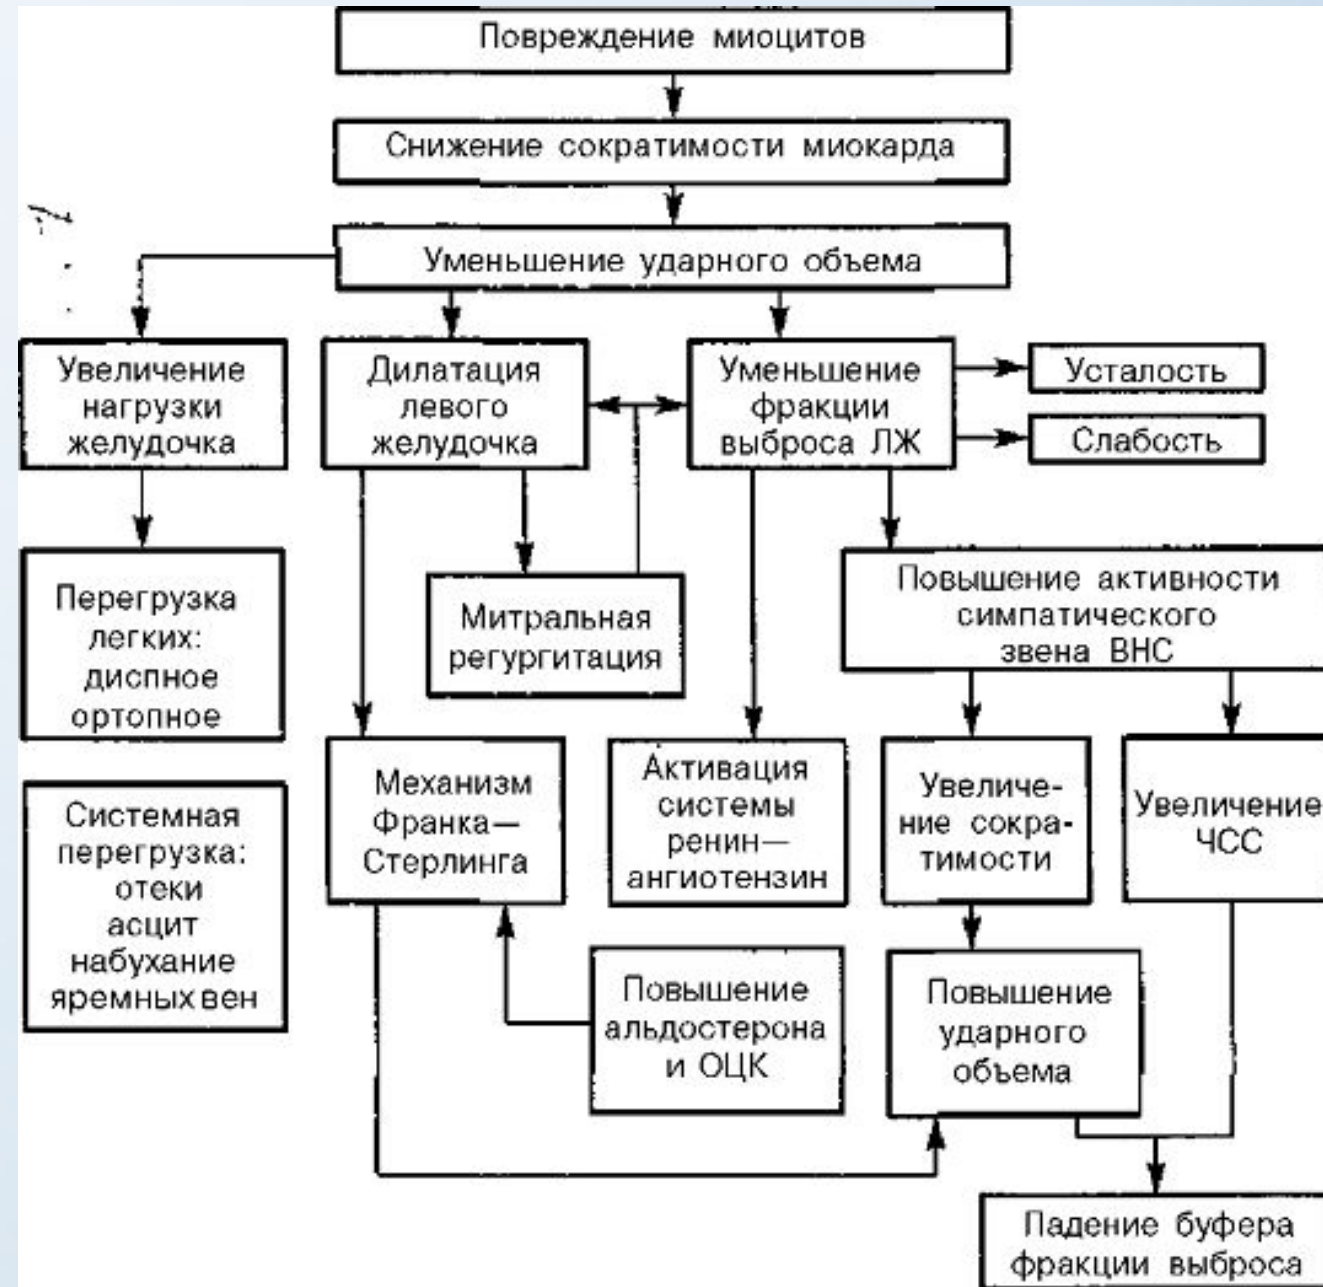 Повреждение миоцитов
Снижение сократимости миокарда
Уменьшение ударного объема
Увеличение
нагрузки
желудочка
Дилатация
левого
желудочка
Уменьшение
фракции
выброса ЛЖ
Усталость
Слабость
Перегрузка
легких:
диспное
ортопное
Митральная
регургитация
Повышение активности
симпатического
звена ВНС
Системная
перегрузка:
отеки
асцит
набухание
яремных вен
Механизм
Франка—
Стерлинга
Активация
системы
ренин—
ангиотензин
Увеличе-
ние сокра-
тимости
Увеличение
ЧСС
Повышение
альдостерона
и ОЦК
Повышение
ударного
объема
Падение буфера
фракции выброса